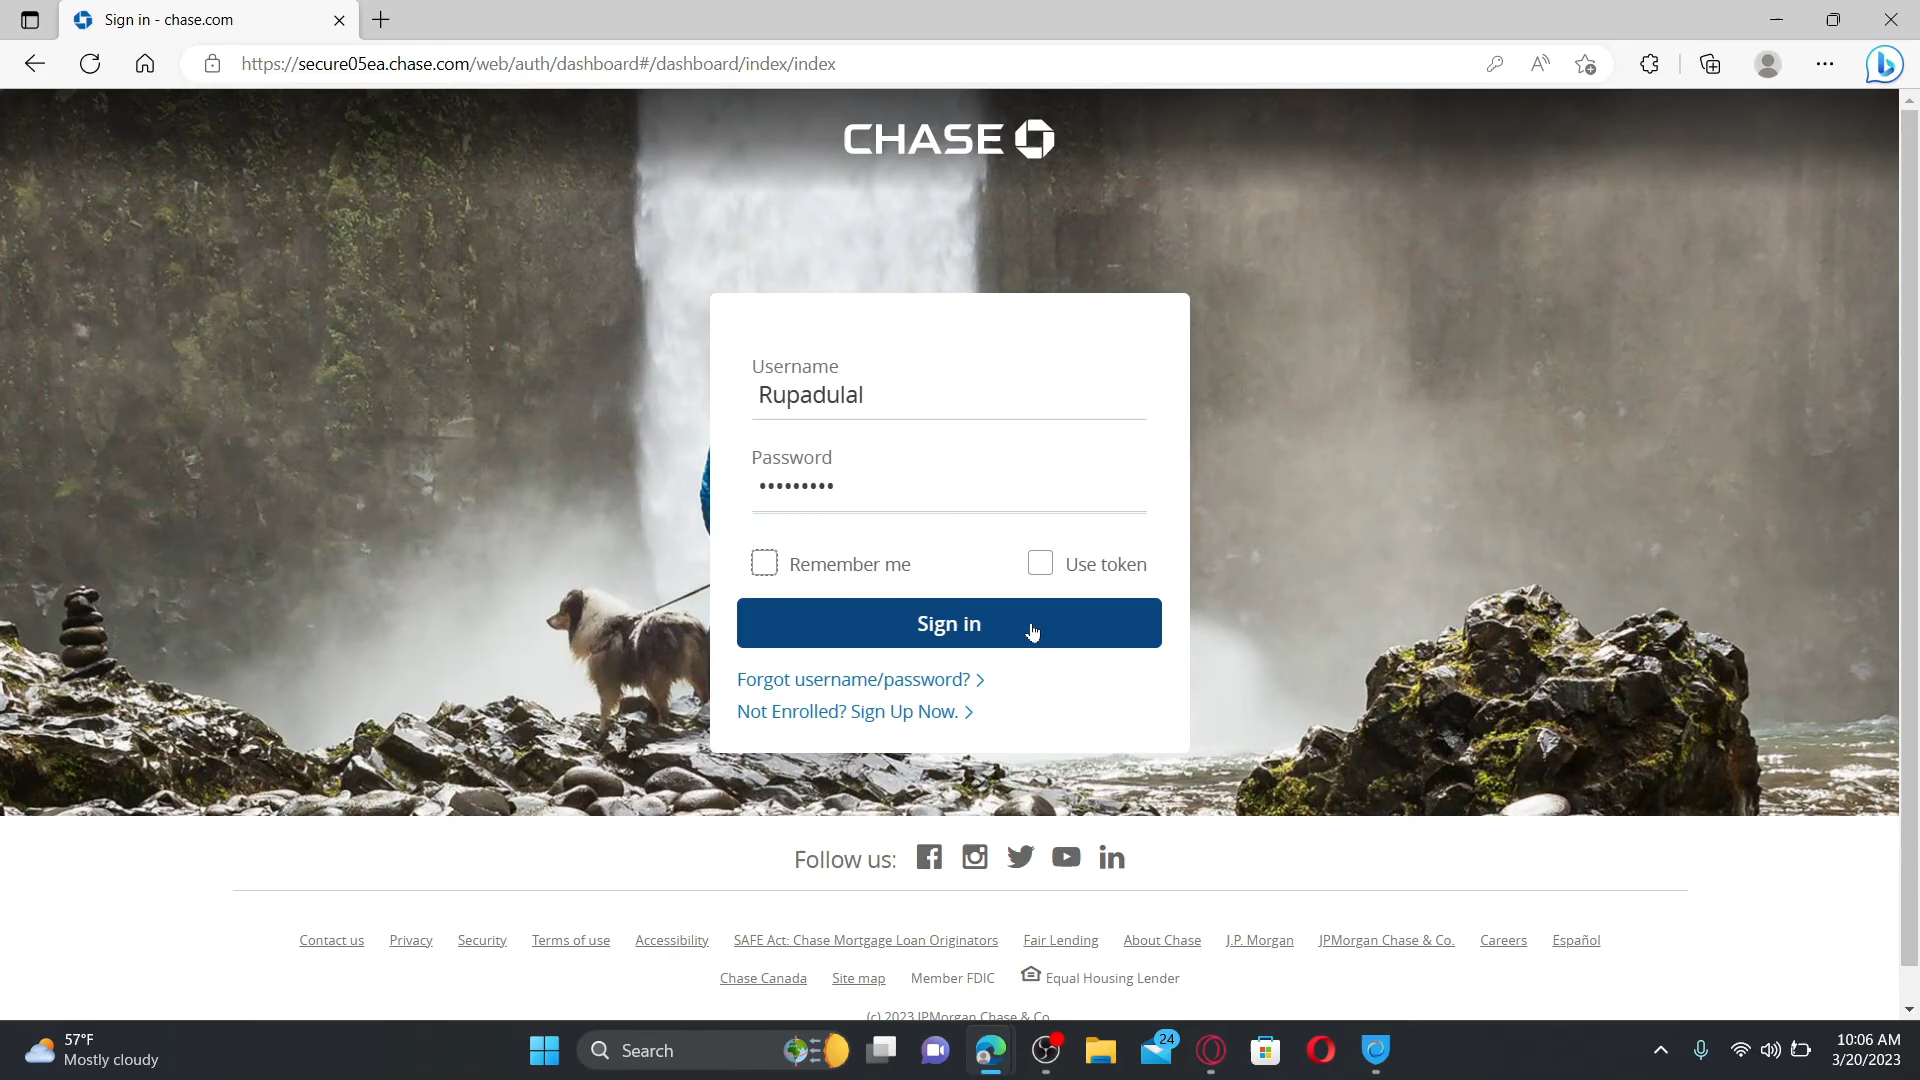 Sign in - chase.com
https://secure05ea.chase.com/web/auth/dashboard#/dashboard/index/index
CHASE
Username
Rupadulal
Password
•••••••••
Remember me
Use token
Sign in
Forgot username/password?
Not Enrolled? Sign Up Now.
Follow us:
Contact us
Privacy
Security
Terms of use
Accessibility
SAFE Act: Chase Mortgage Loan Originators
Fair Lending
About Chase
J.P. Morgan
JPMorgan Chase & Co.
Careers
Español
Chase Canada
Site map
Member FDIC
Equal Housing Lender
(c) 2023 JPMorgan Chase & Co.
57°F
Mostly cloudy
Search
24
10:06 AM
3/20/2023